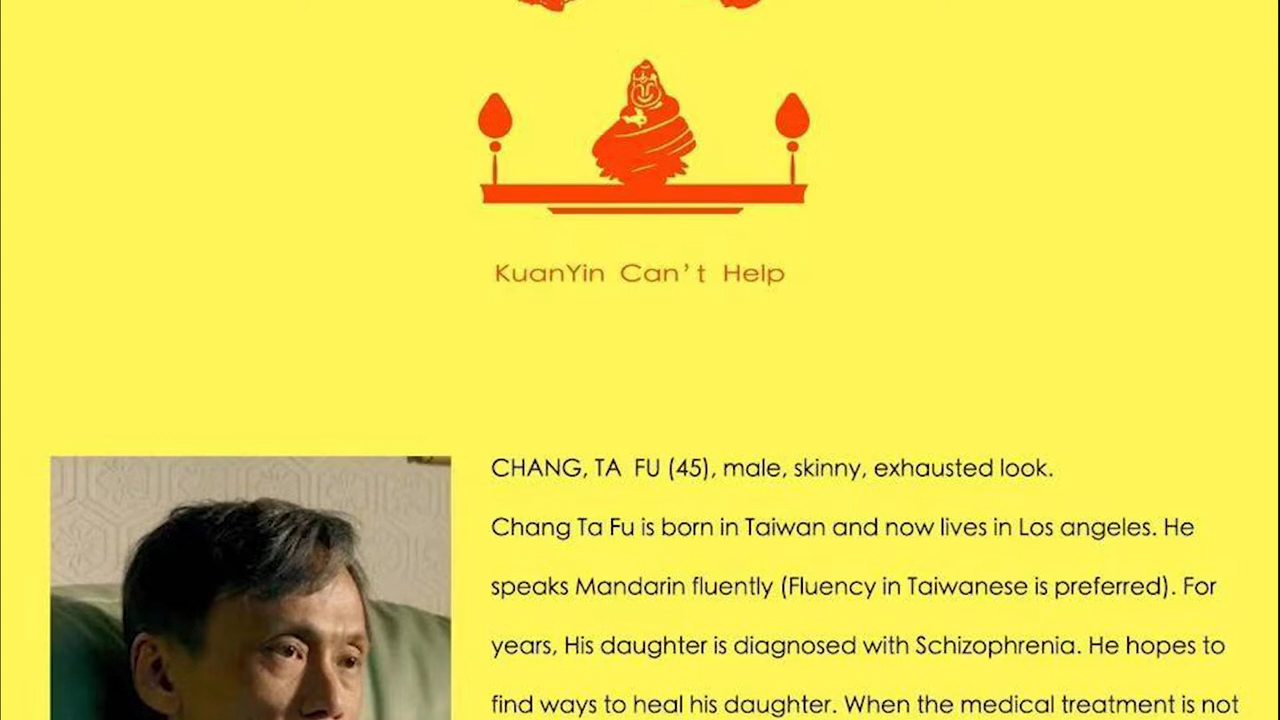 KuanYin Can't Help
CHANG, TA FU (45), male, skinny, exhausted look.
Chang Ta Fu is born in Taiwan and now lives in Los angeles. He
speaks Mandarin fluently (Fluency in Taiwanese is preferred). For
years, His daughter is diagnosed with Schizophrenia. He hopes to
find ways to heal his daughter. When the medical treatment is not